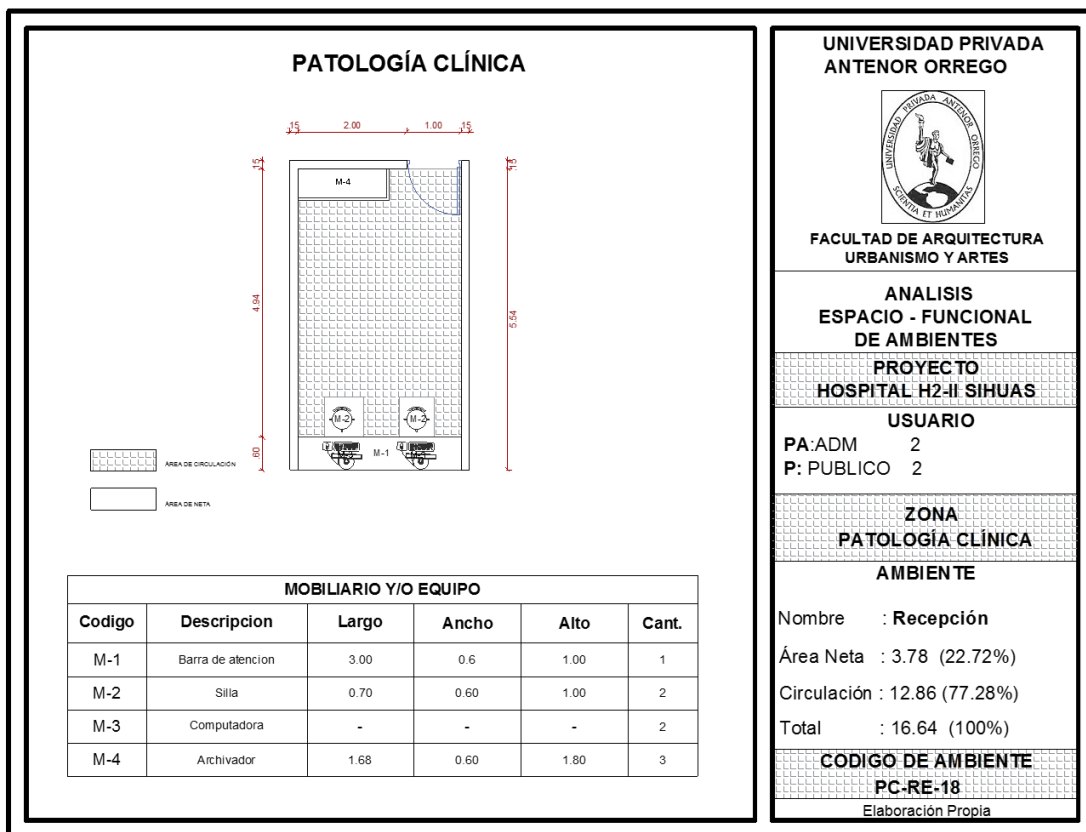 PATOLOGÍA CLÍNICA
.15 2.00 1.00 .15
.15
4.94
.60
.15
5.54
M-4
M-2 M-2
M-1
ÁREA DE CIRCULACIÓN
ÁREA DE NETA
MOBILIARIO Y/O EQUIPO
Codigo Descripcion Largo Ancho Alto Cant.
M-1 Barra de atencion 3.00 0.6 1.00 1
M-2 Silla 0.70 0.60 1.00 2
M-3 Computadora - - - 2
M-4 Archivador 1.68 0.60 1.80 3
UNIVERSIDAD PRIVADA
ANTENOR ORREGO
UNIVERSIDAD PRIVADA ANTENOR ORREGO
SCIENTIA ET HUMANITAS
FACULTAD DE ARQUITECTURA
URBANISMO Y ARTES
ANALISIS
ESPACIO - FUNCIONAL
DE AMBIENTES
PROYECTO
HOSPITAL H2-II SIHUAS
USUARIO
PA:ADM 2
P: PUBLICO 2
ZONA
PATOLOGÍA CLÍNICA
AMBIENTE
Nombre : Recepción
Área Neta : 3.78 (22.72%)
Circulación : 12.86 (77.28%)
Total : 16.64 (100%)
CODIGO DE AMBIENTE
PC-RE-18
Elaboración Propia